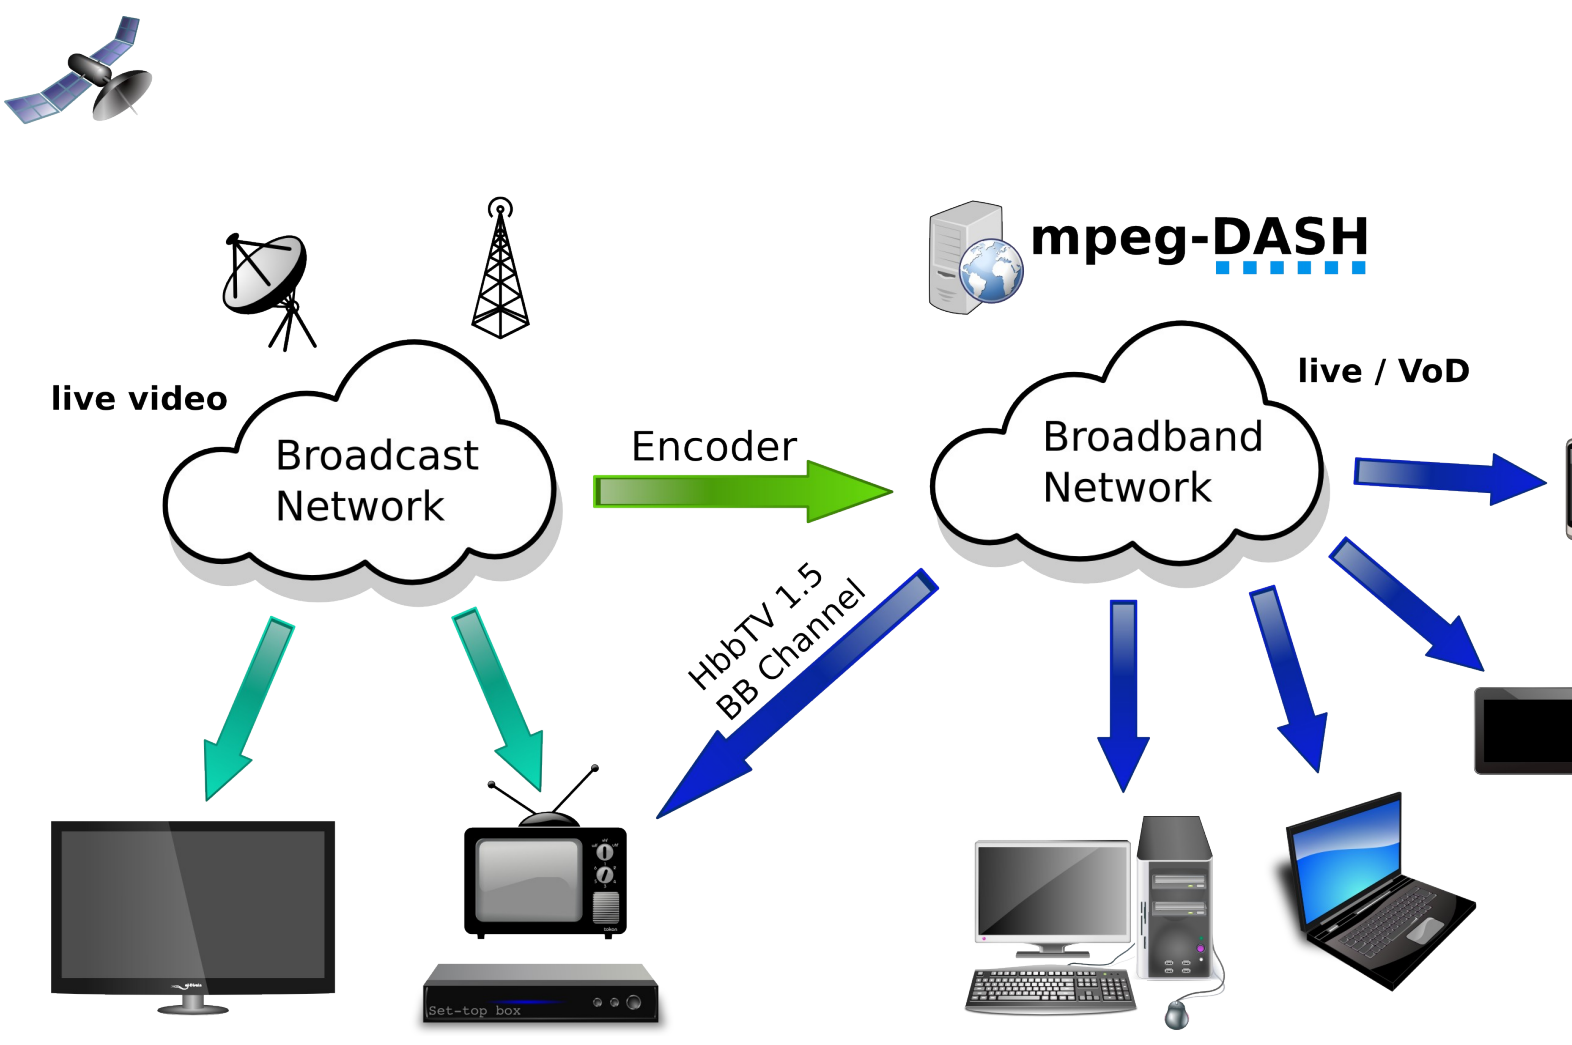 mpeg-DASH
live / VoD
live video
Broadcast
Network
Encoder
Broadband
Network
HbbTV 1.5
BB Channel
Set-top box